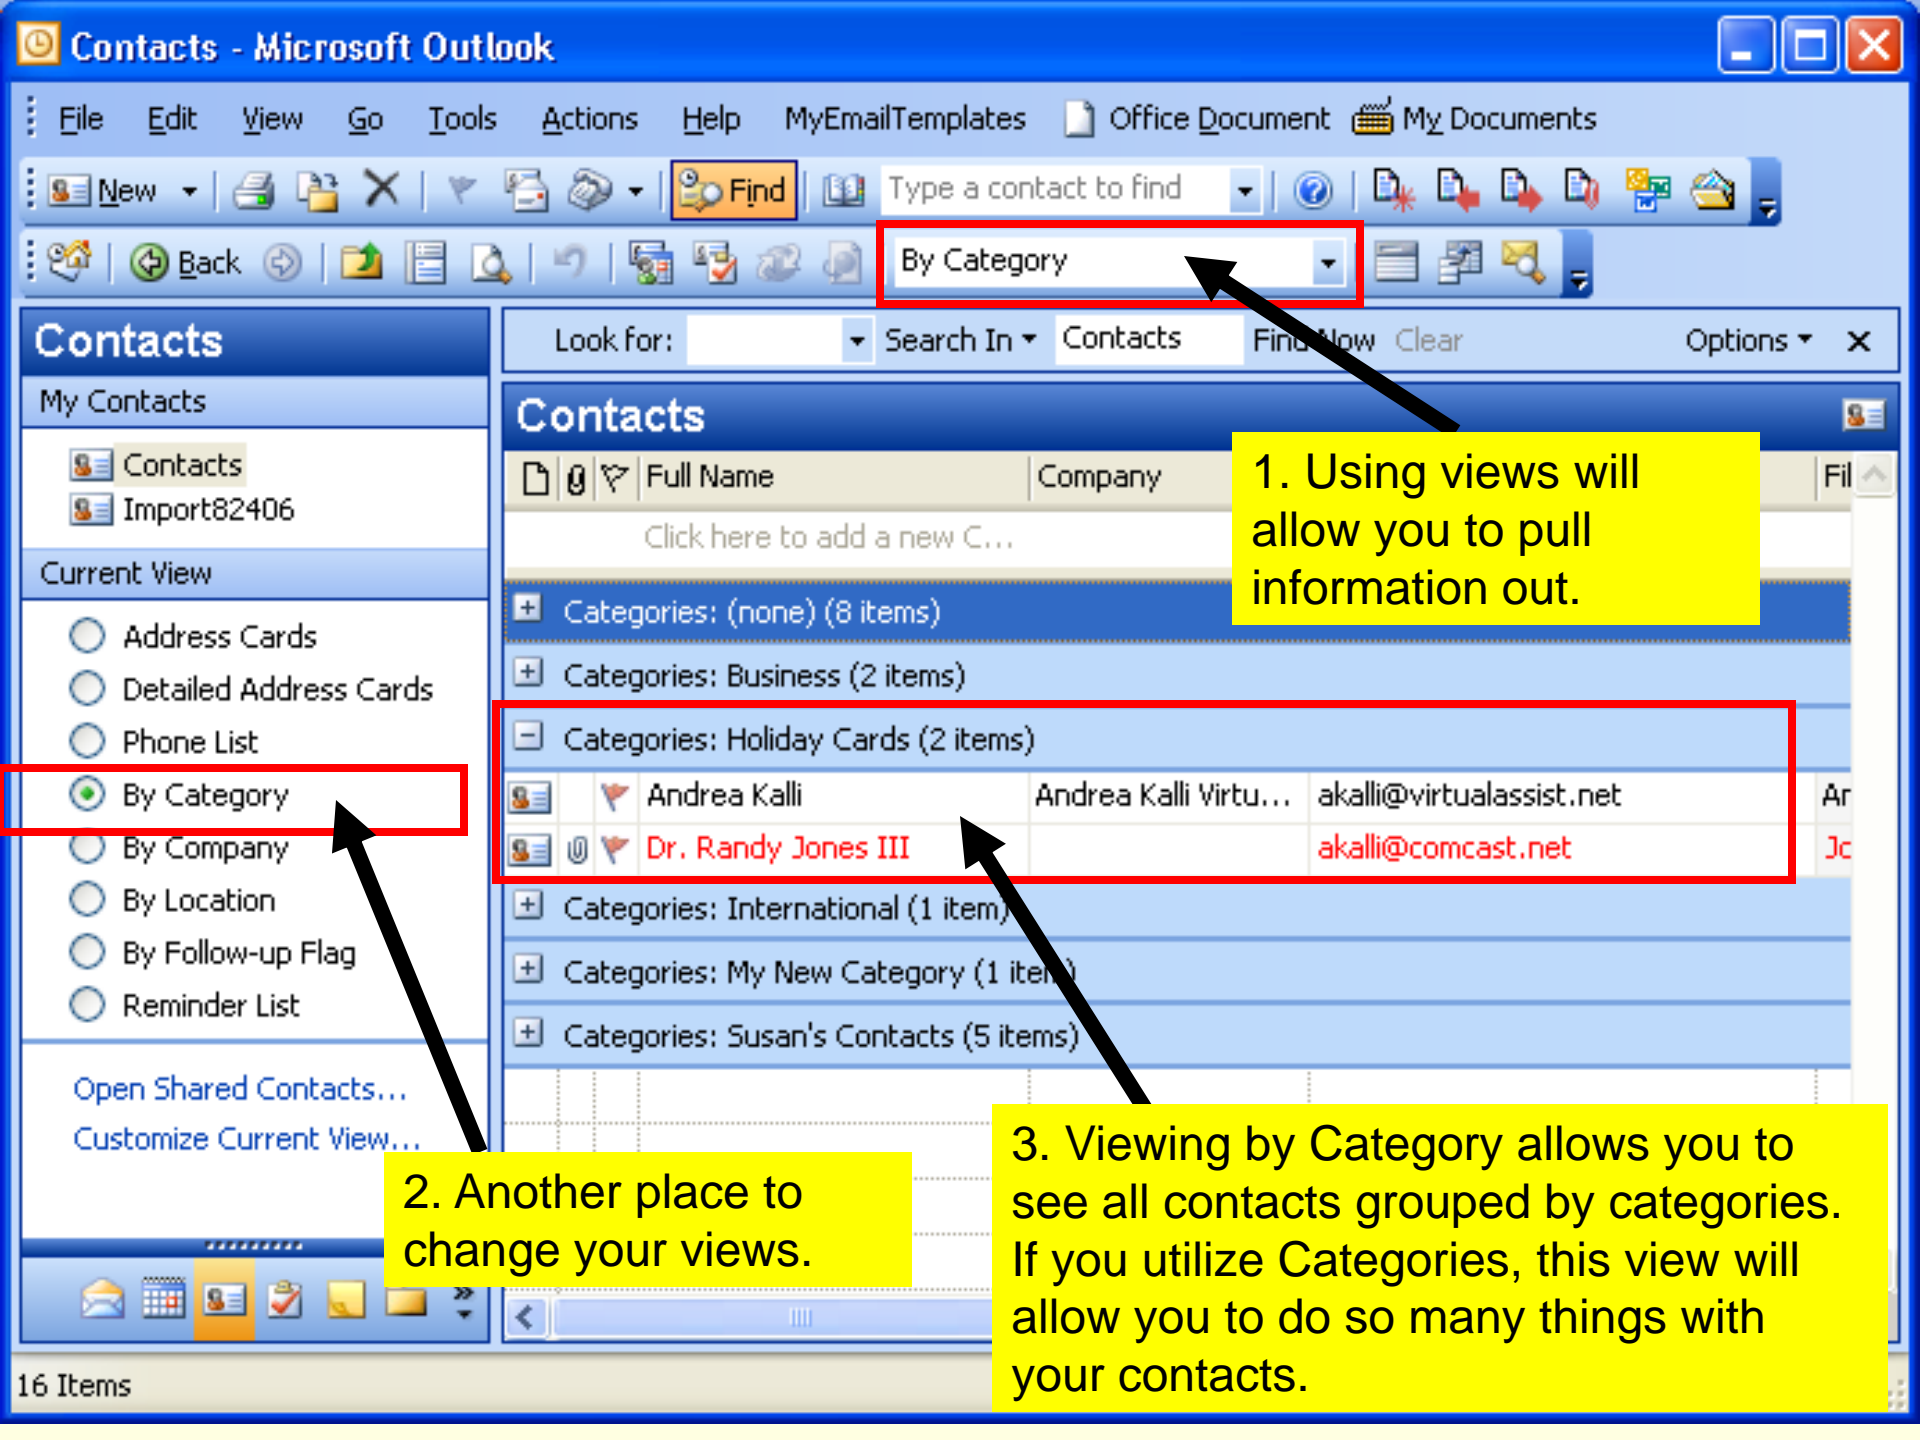 Contacts - Microsoft Outlook
File Edit View Go Tools Actions Help MyEmailTemplates Office Document My Documents
New Find Type a contact to find
Back By Category
Contacts
Look for: Search In Contacts Find Now Clear Options
My Contacts
Contacts
Import82406
Current View
Address Cards
Detailed Address Cards
Phone List
By Category
By Company
By Location
By Follow-up Flag
Reminder List
Open Shared Contacts...
Customize Current View...
Contacts
Full Name Company Fil
Click here to add a new C...
Categories: (none) (8 items)
Categories: Business (2 items)
Categories: Holiday Cards (2 items)
Andrea Kalli Andrea Kalli Virtu... akalli@virtualassist.net Ar
Dr. Randy Jones III akalli@comcast.net Jc
Categories: International (1 item)
Categories: My New Category (1 item)
Categories: Susan's Contacts (5 items)
1. Using views will
allow you to pull
information out.
2. Another place to
change your views.
3. Viewing by Category allows you to
see all contacts grouped by categories.
If you utilize Categories, this view will
allow you to do so many things with
your contacts.
16 Items